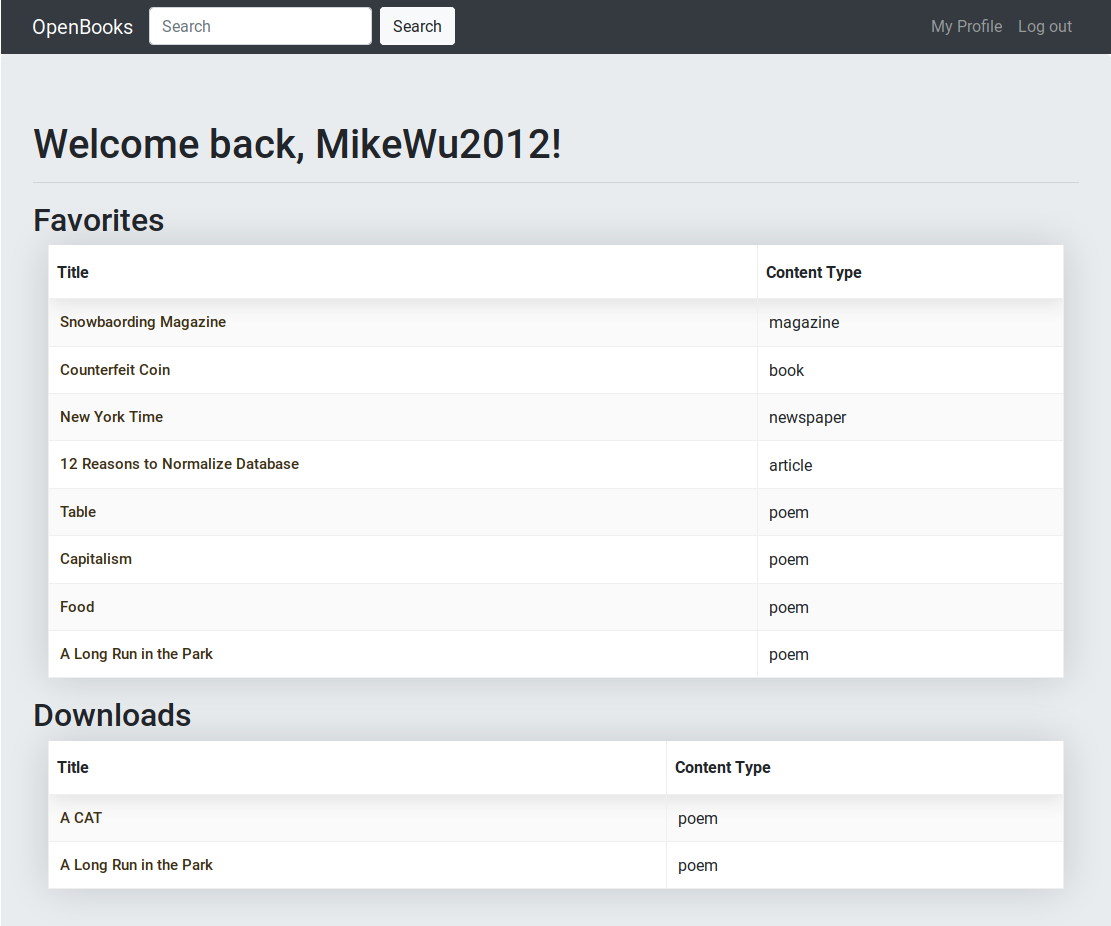 OpenBooks Search Search My Profile Log out
Welcome back, MikeWu2012!
Favorites
Title Content Type
Snowbaording Magazine magazine
Counterfeit Coin book
New York Time newspaper
12 Reasons to Normalize Database article
Table poem
Capitalism poem
Food poem
A Long Run in the Park poem
Downloads
Title Content Type
A CAT poem
A Long Run in the Park poem